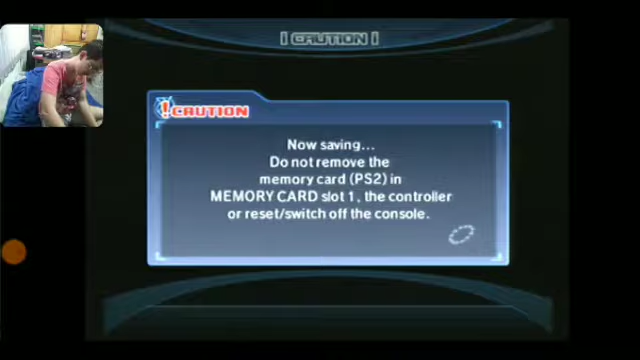 CAUTION
!CAUTION
Now saving...
Do not remove the
memory card (PS2) in
MEMORY CARD slot 1, the controller
or reset/switch off the console.